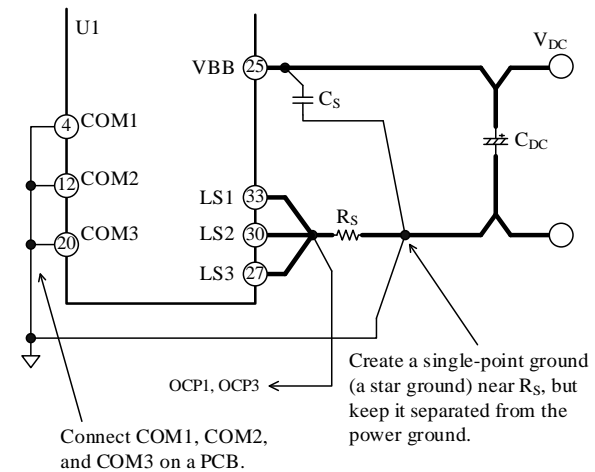 U1
V_DC
VBB 25
C_S
4 COM1
C_DC
12 COM2
LS1 33
R_S
20 COM3
LS2 30
LS3 27
OCP1, OCP3
Create a single-point ground
(a star ground) near R_S, but
keep it separated from the
power ground.
Connect COM1, COM2,
and COM3 on a PCB.